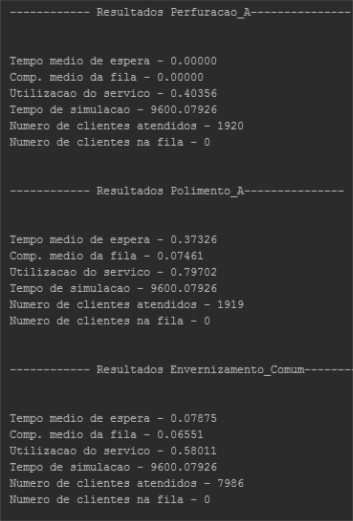 ------------ Resultados Perfuracao_A---------------
Tempo medio de espera - 0.00000
Comp. medio da fila - 0.00000
Utilizacao do servico - 0.40356
Tempo de simulacao - 9600.07926
Numero de clientes atendidos - 1920
Numero de clientes na fila - 0
------------ Resultados Polimento_A---------------
Tempo medio de espera - 0.37326
Comp. medio da fila - 0.07461
Utilizacao do servico - 0.79702
Tempo de simulacao - 9600.07926
Numero de clientes atendidos - 1919
Numero de clientes na fila - 0
------------ Resultados Envernizamento_Comum--------
Tempo medio de espera - 0.07875
Comp. medio da fila - 0.06551
Utilizacao do servico - 0.58011
Tempo de simulacao - 9600.07926
Numero de clientes atendidos - 7986
Numero de clientes na fila - 0